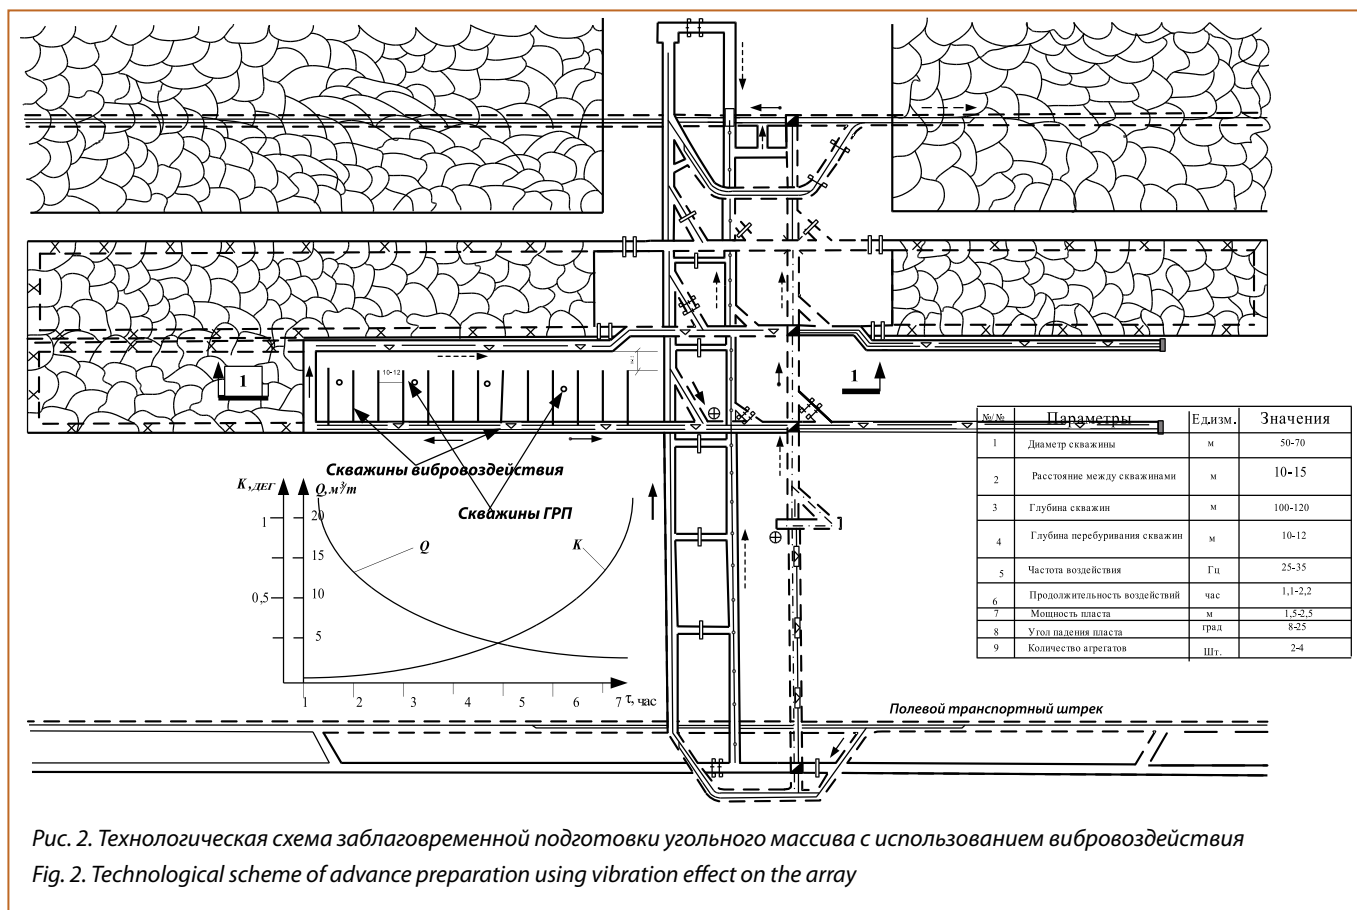 10-12
1
1
Скважины вибровоздействия
Скважины ГРП
K, ДЕГ
Q, м³/т
1
20
15
0,5
10
5
Q
K
1 2 3 4 5 6 7 τ, час
№/№ Параметры Ед.изм. Значения
1 Диаметр скважины м 50-70
2 Расстояние между скважинами м 10-15
3 Глубина скважин м 100-120
4 Глубина перебуривания скважин м 10-12
5 Частота воздействия Гц 25-35
6 Продолжительность воздействий час 1,1-2,2
7 Мощность пласта м 1,5-2,5
8 Угол падения пласта град 8-25
9 Количество агрегатов Шт. 2-4
Полевой транспортный штрек
Рис. 2. Технологическая схема заблаговременной подготовки угольного массива с использованием вибровоздействия
Fig. 2. Technological scheme of advance preparation using vibration effect on the array